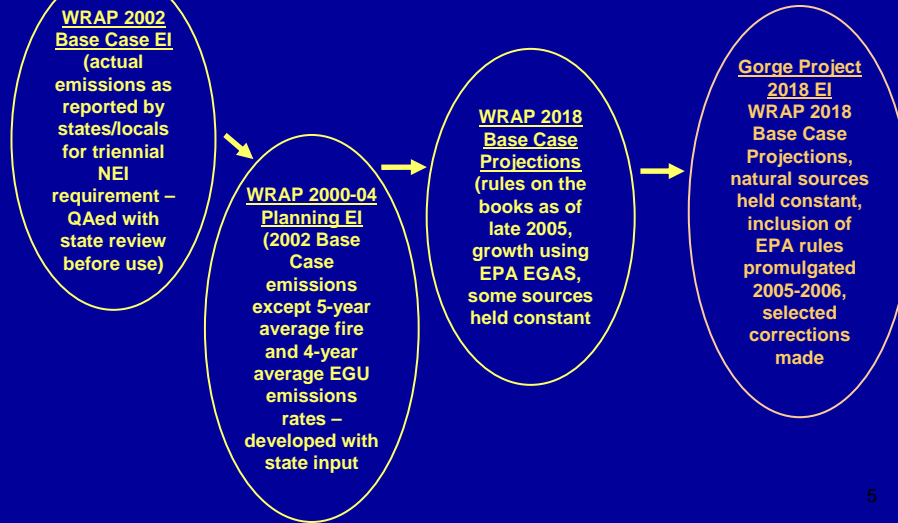 WRAP 2002
Base Case EI
(actual
emissions as
reported by
states/locals
for triennial
NEI
requirement –
QAed with
state review
before use)
WRAP 2000-04
Planning EI
(2002 Base
Case
emissions
except 5-year
average fire
and 4-year
average EGU
emissions
rates –
developed with
state input
WRAP 2018
Base Case
Projections
(rules on the
books as of
late 2005,
growth using
EPA EGAS,
some sources
held constant
Gorge Project
2018 EI
WRAP 2018
Base Case
Projections,
natural sources
held constant,
inclusion of
EPA rules
promulgated
2005-2006,
selected
corrections
made
5